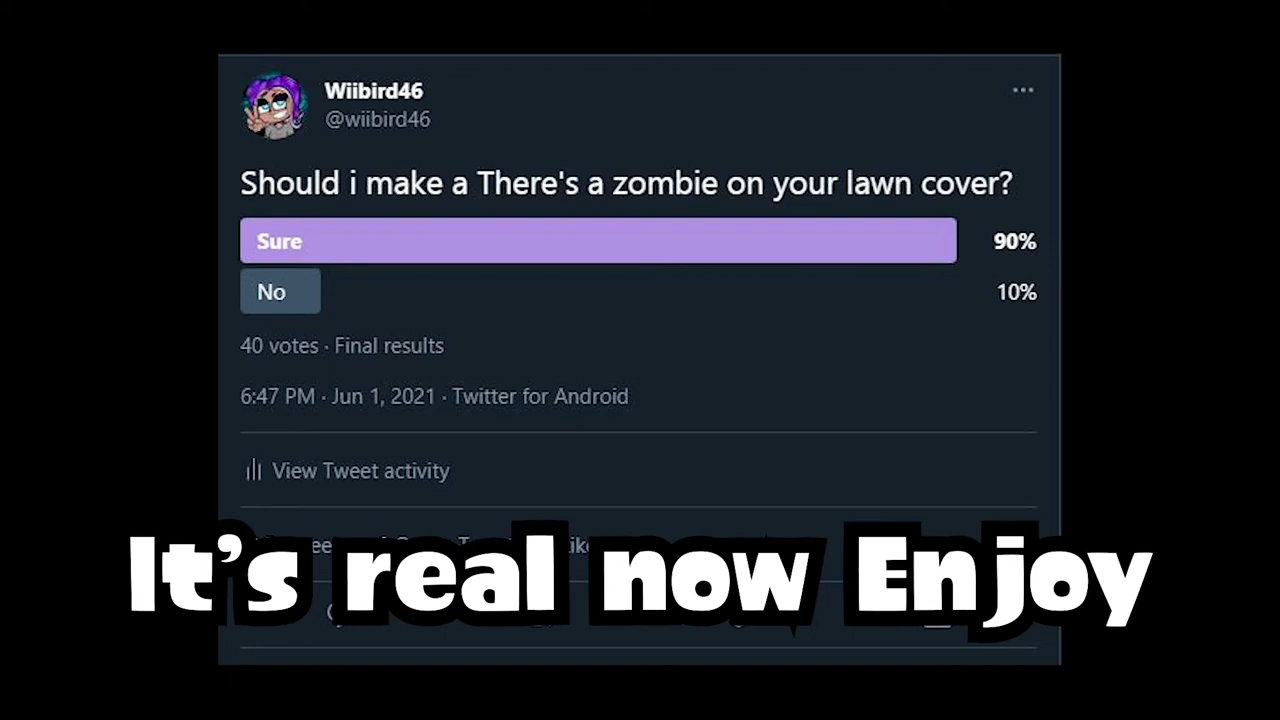 Wiibird46
@wiibird46
Should i make a There's a zombie on your lawn cover?
Sure 90%
No 10%
40 votes · Final results
6:47 PM · Jun 1, 2021 · Twitter for Android
View Tweet activity
It's real now Enjoy